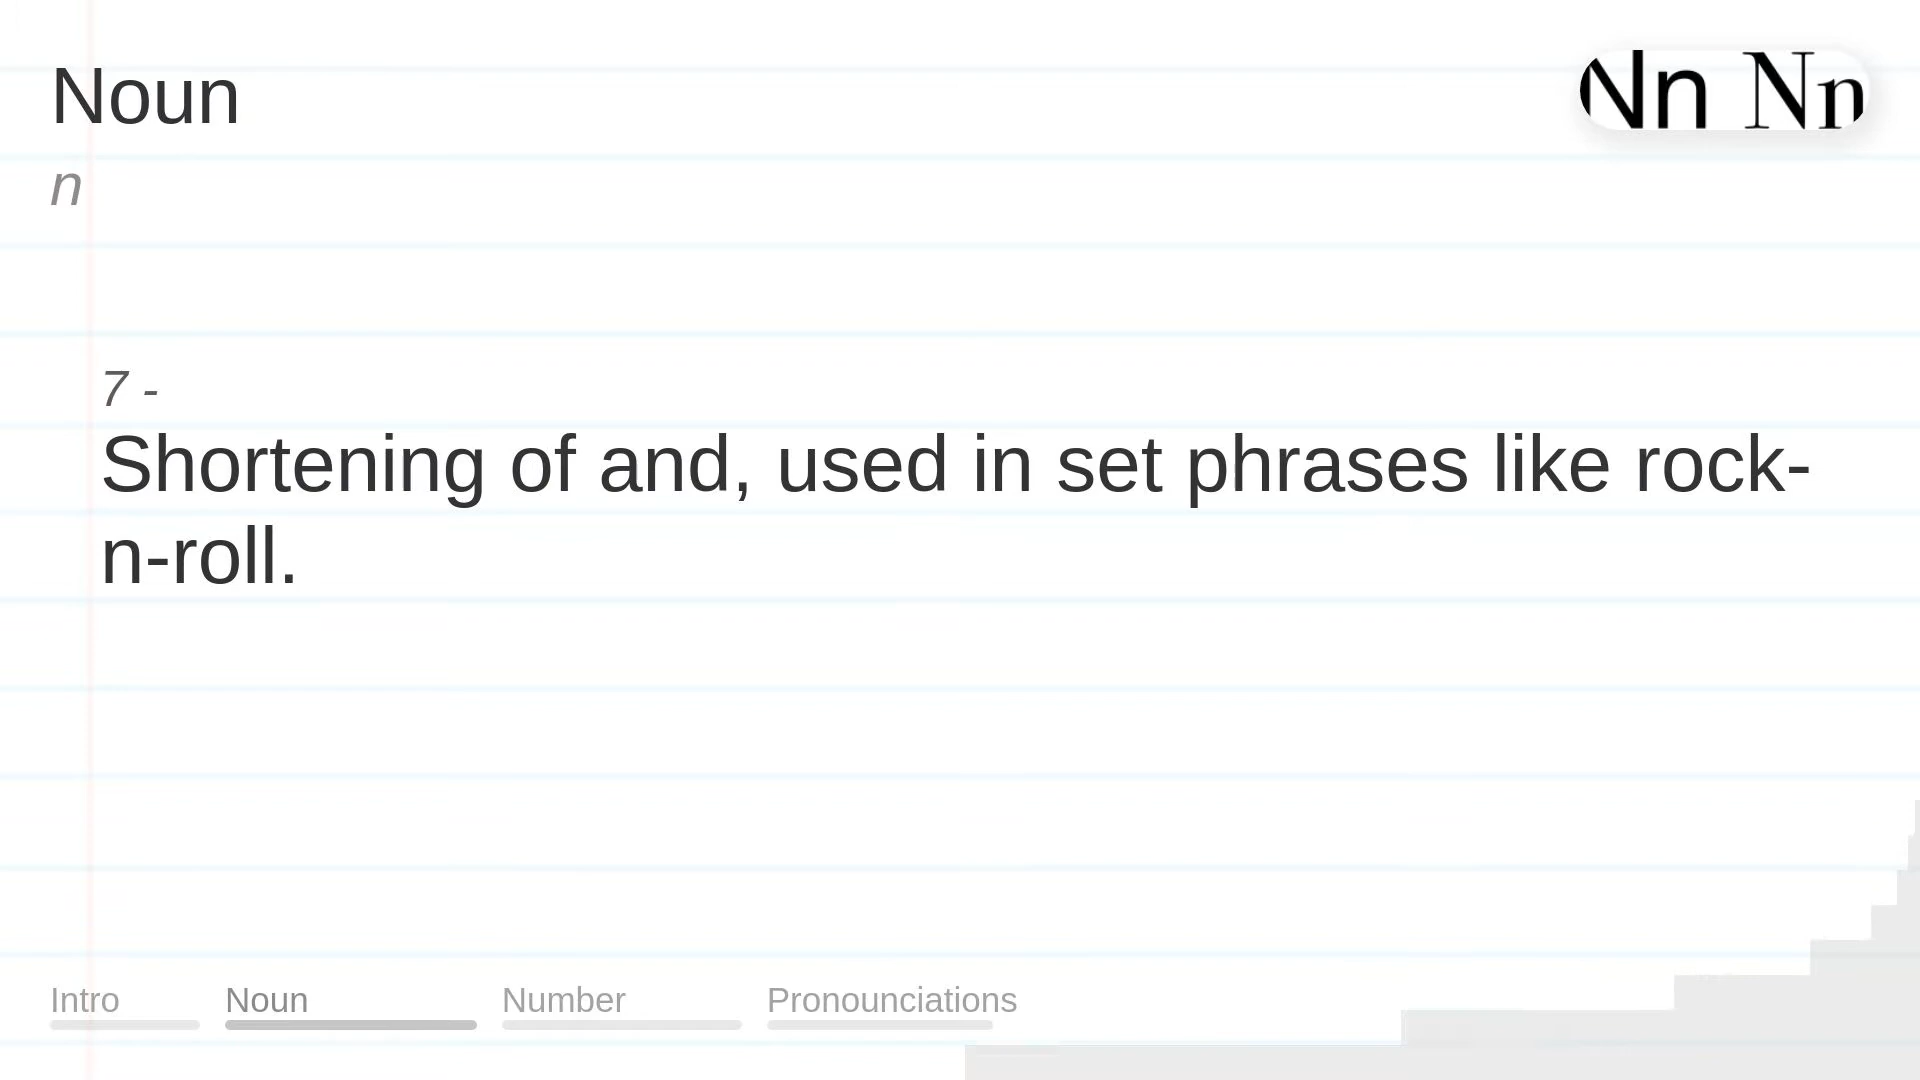 Noun
Nn Nn
n
7 -
Shortening of and, used in set phrases like rock-
n-roll.
Intro
Noun
Number
Pronounciations